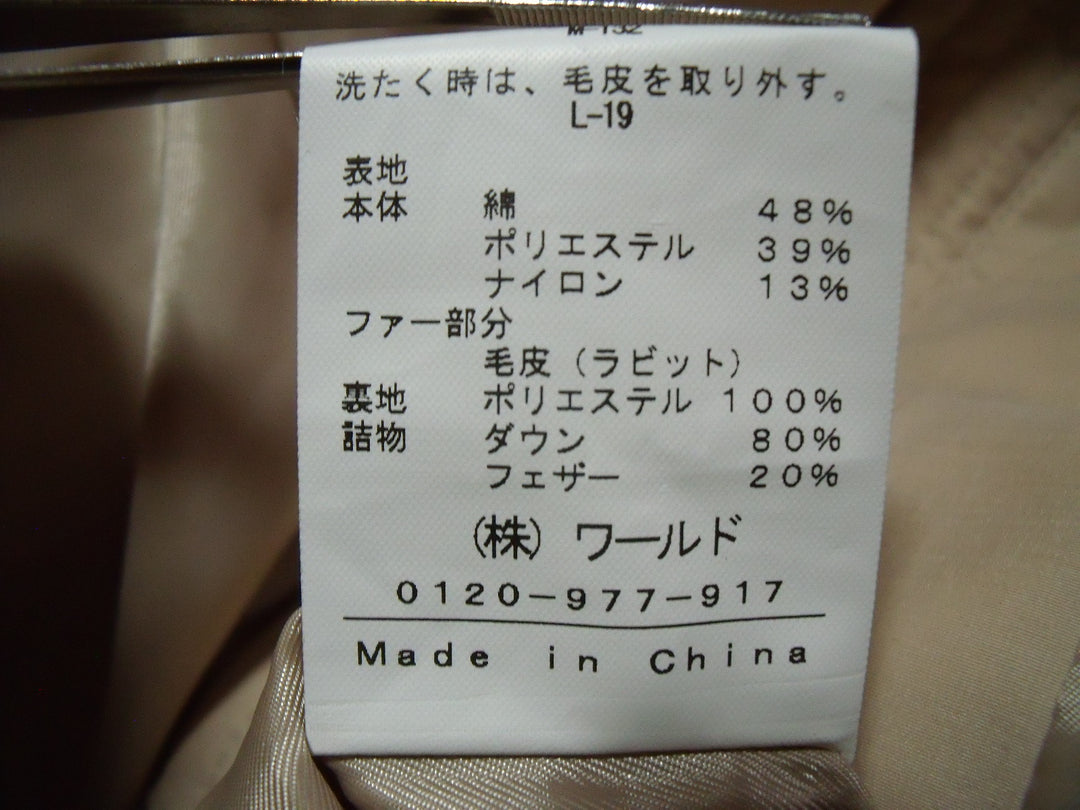 洗たく時は、毛皮を取り外す。
L-19
表地
本体 綿 48%
ポリエステル 39%
ナイロン 13%
ファー部分
毛皮(ラビット)
裏地 ポリエステル 100%
詰物 ダウン 80%
フェザー 20%
(株) ワールド
0120-977-917
Made in China